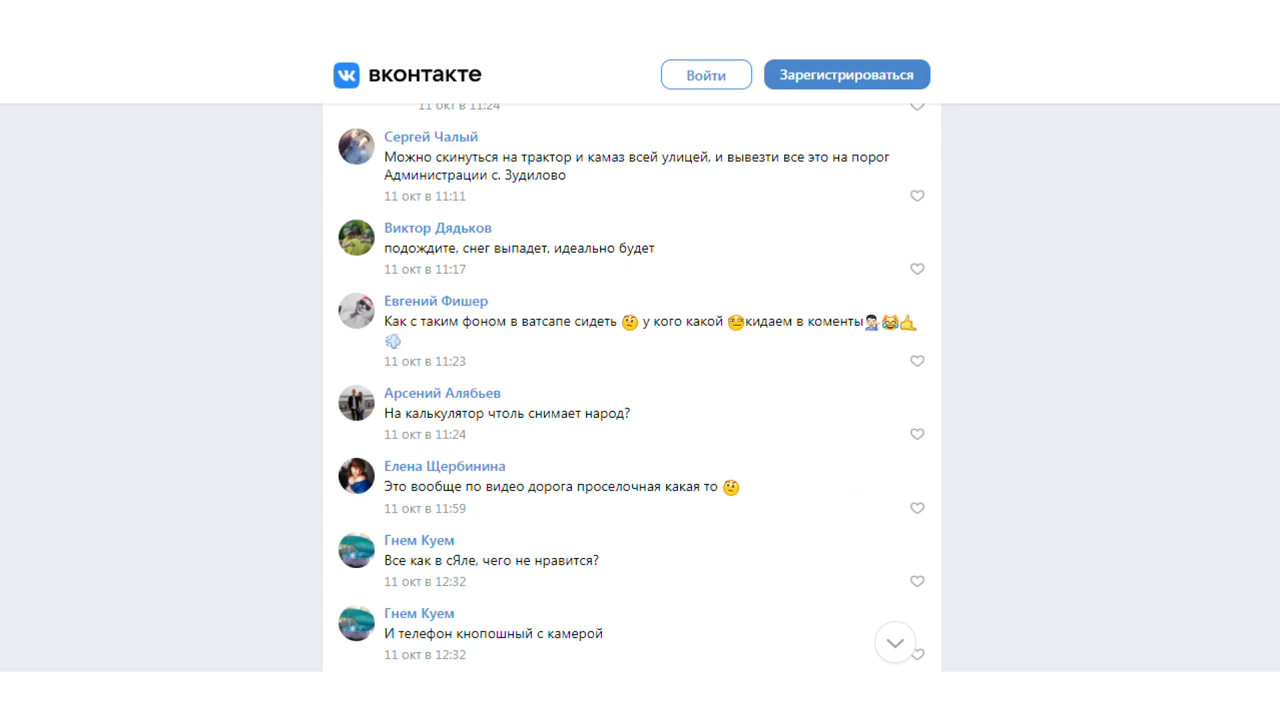 вконтакте
Войти
Зарегистрироваться
11 окт в 11:24
Сергей Чалый
Можно скинуться на трактор и камаз всей улицей, и вывезти все это на порог
Администрации с. Зудилово
11 окт в 11:11
Виктор Дядьков
подождите, снег выпадет, идеально будет
11 окт в 11:17
Евгений Фишер
Как с таким фоном в ватсапе сидеть 🤨 у кого какой 😵‍💫кидаем в коменты💁🏻‍♂️😹🤙
💨
11 окт в 11:23
Арсений Алябьев
На калькулятор чтоль снимает народ?
11 окт в 11:24
Елена Щербинина
Это вообще по видео дорога проселочная какая то 🤨
11 окт в 11:59
Гнем Куем
Все как в сЯле, чего не нравится?
11 окт в 12:32
Гнем Куем
И телефон кнопошный с камерой
11 окт в 12:32